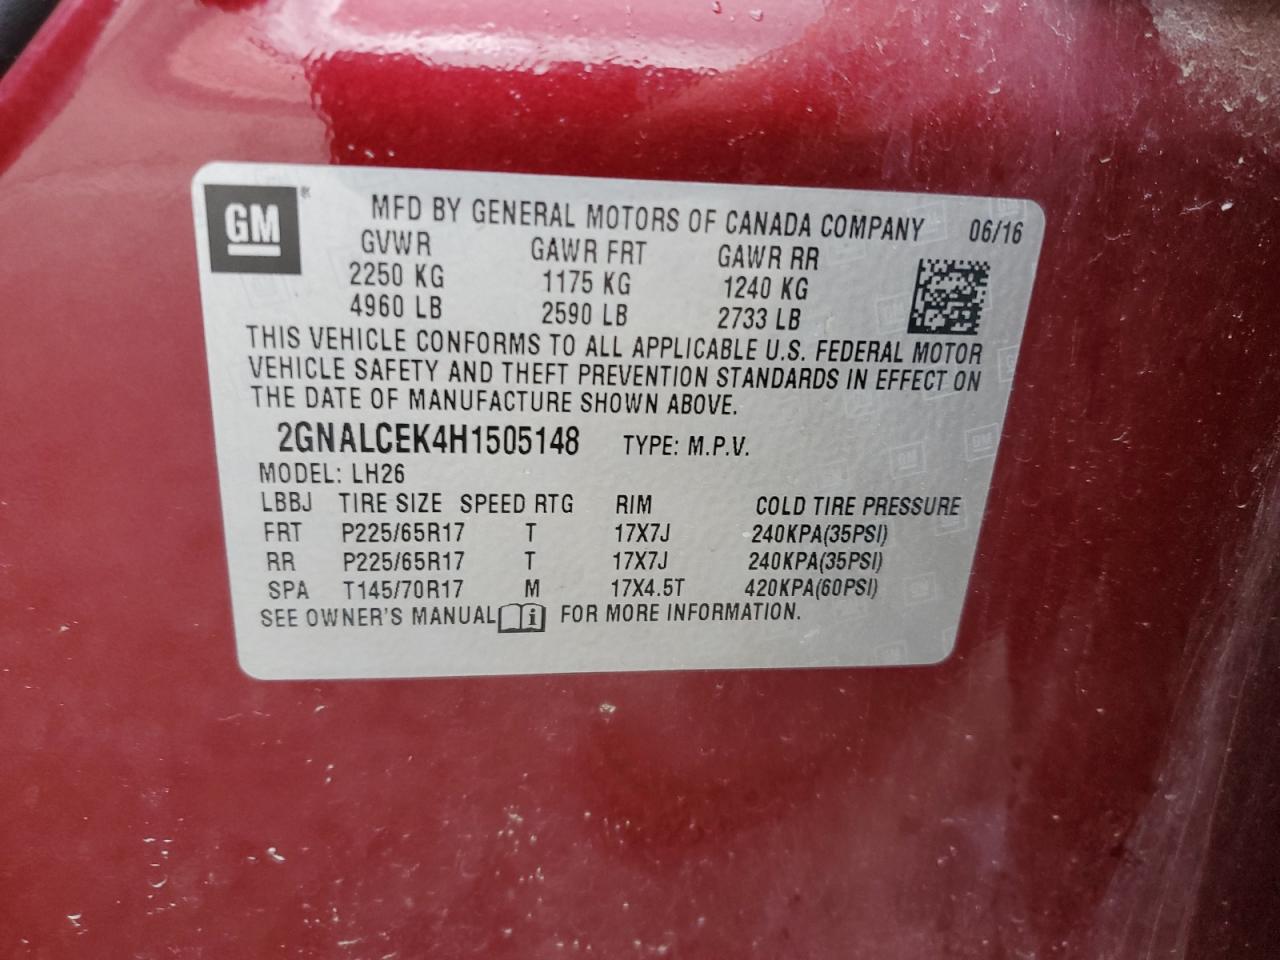 GM
MFD BY GENERAL MOTORS OF CANADA COMPANY 06/16
GVWR GAWR FRT GAWR RR
2250 KG 1175 KG 1240 KG
4960 LB 2590 LB 2733 LB
THIS VEHICLE CONFORMS TO ALL APPLICABLE U.S. FEDERAL MOTOR
VEHICLE SAFETY AND THEFT PREVENTION STANDARDS IN EFFECT ON
THE DATE OF MANUFACTURE SHOWN ABOVE.
2GNALCEK4H1505148 TYPE: M.P.V.
MODEL: LH26
LBBJ TIRE SIZE SPEED RTG RIM COLD TIRE PRESSURE
FRT P225/65R17 T 17X7J 240KPA(35PSI)
RR P225/65R17 T 17X7J 240KPA(35PSI)
SPA T145/70R17 M 17X4.5T 420KPA(60PSI)
SEE OWNER'S MANUAL i FOR MORE INFORMATION.